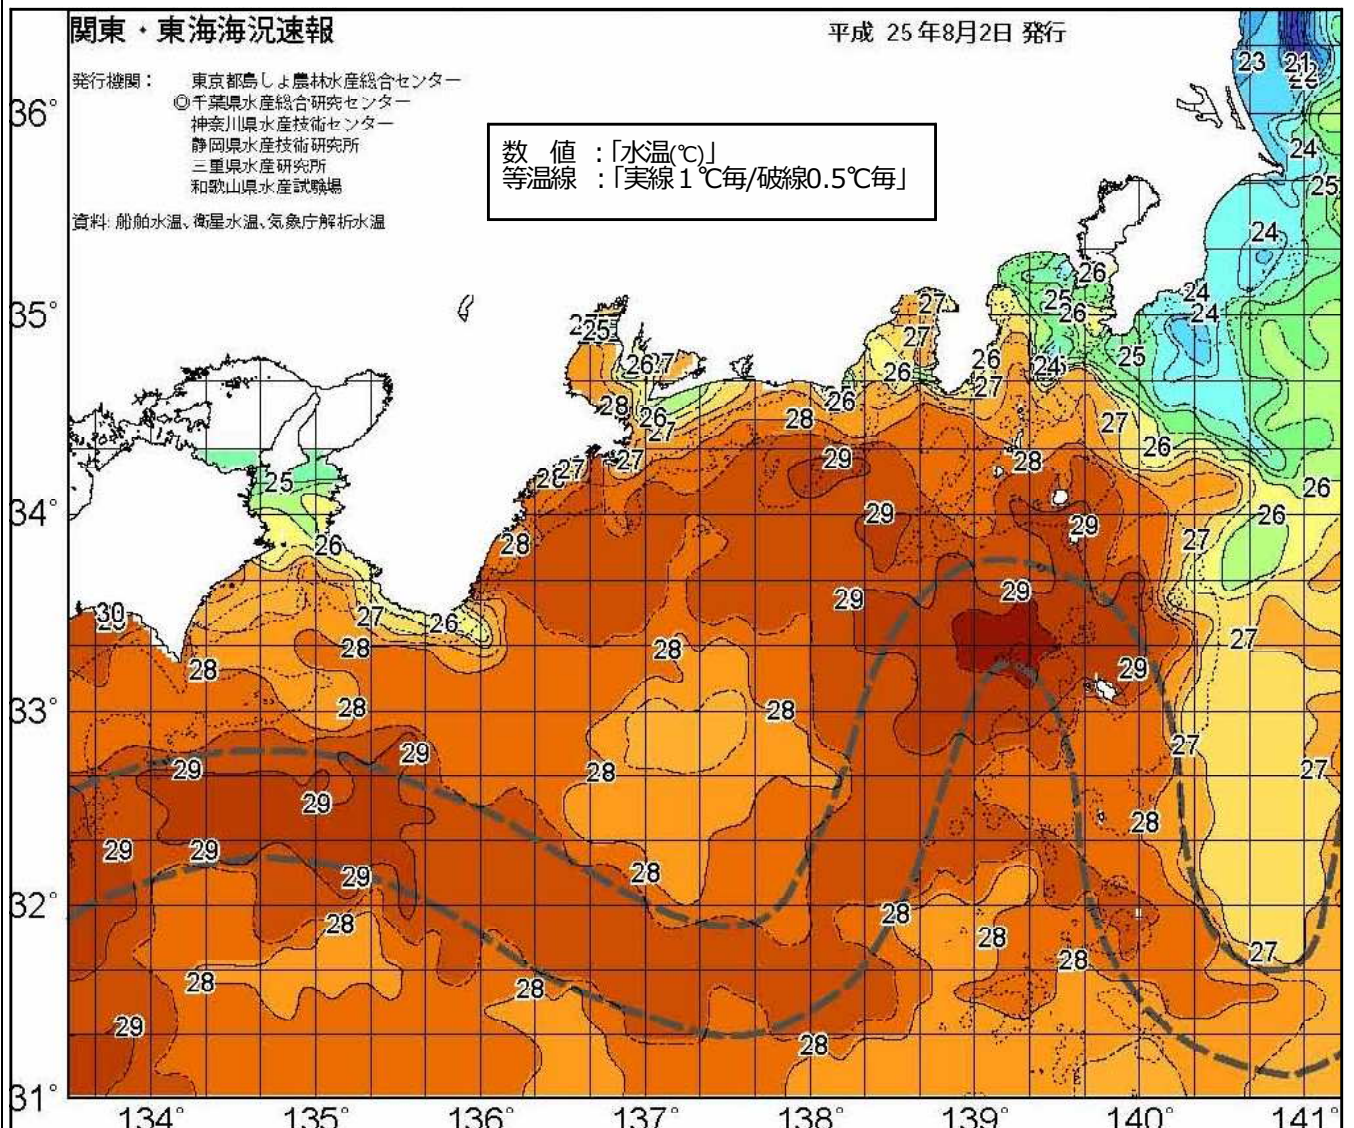 関東・東海海況速報
平成 25年8月2日 発行
発行機関： 東京都島しょ農林水産総合センター
◎千葉県水産総合研究センター
神奈川県水産技術センター
静岡県水産技術研究所
三重県水産研究所
和歌山県水産試験場
資料: 船舶水温、衛星水温、気象庁解析水温
数 値 :「水温(℃)」
等温線 :「実線１℃毎/破線0.5℃毎」
23 21
36°
24
25
24
26
35° 27 25 24
25 26 24
27
26 27 26 25
26 24
27
28 26 28 26 27
27 26
27 29 28
28 27
25 26
34° 29 29 26
26 28 27
30 29 29
27 26 27
28 28 29
28
33° 28 28
29 29 28 27 27
29 28
29 29 28
29
32° 28 28
28 27
28 28 28
29 28
31°
134° 135° 136° 137° 138° 139° 140° 141°